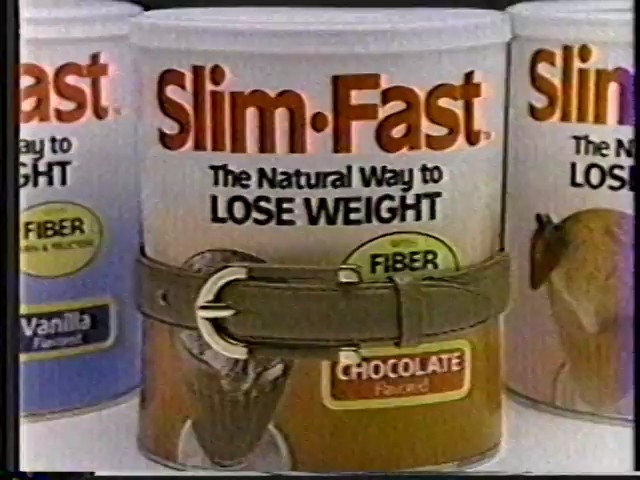 ast
ay to
GHT
FIBER
Vanilla
Flavored
Slim•Fast
The Natural Way to
LOSE WEIGHT
WITH
FIBER
CHOCOLATE
Flavored
Slim
The N
LOSE